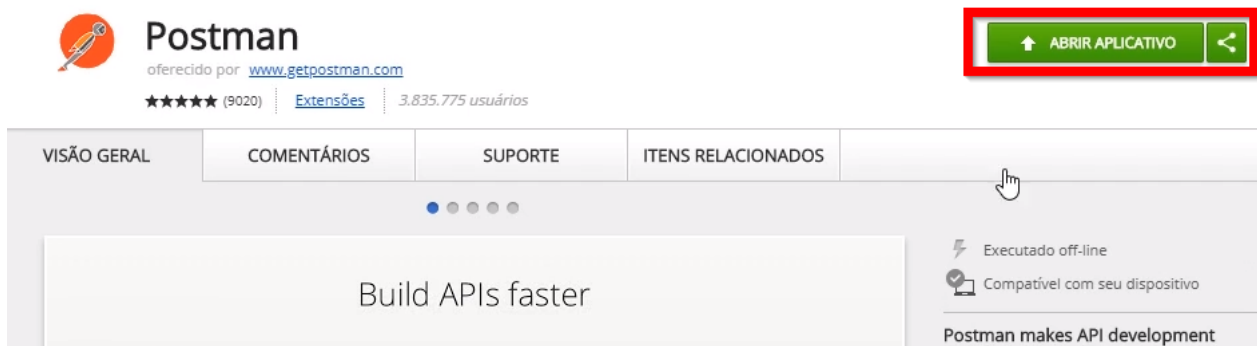 Postman
ABRIR APLICATIVO
oferecido por www.getpostman.com
★★★★★ (9020) Extensões 3.835.775 usuários
VISÃO GERAL COMENTÁRIOS SUPORTE ITENS RELACIONADOS
Executado off-line
Compatível com seu dispositivo
Build APIs faster
Postman makes API development